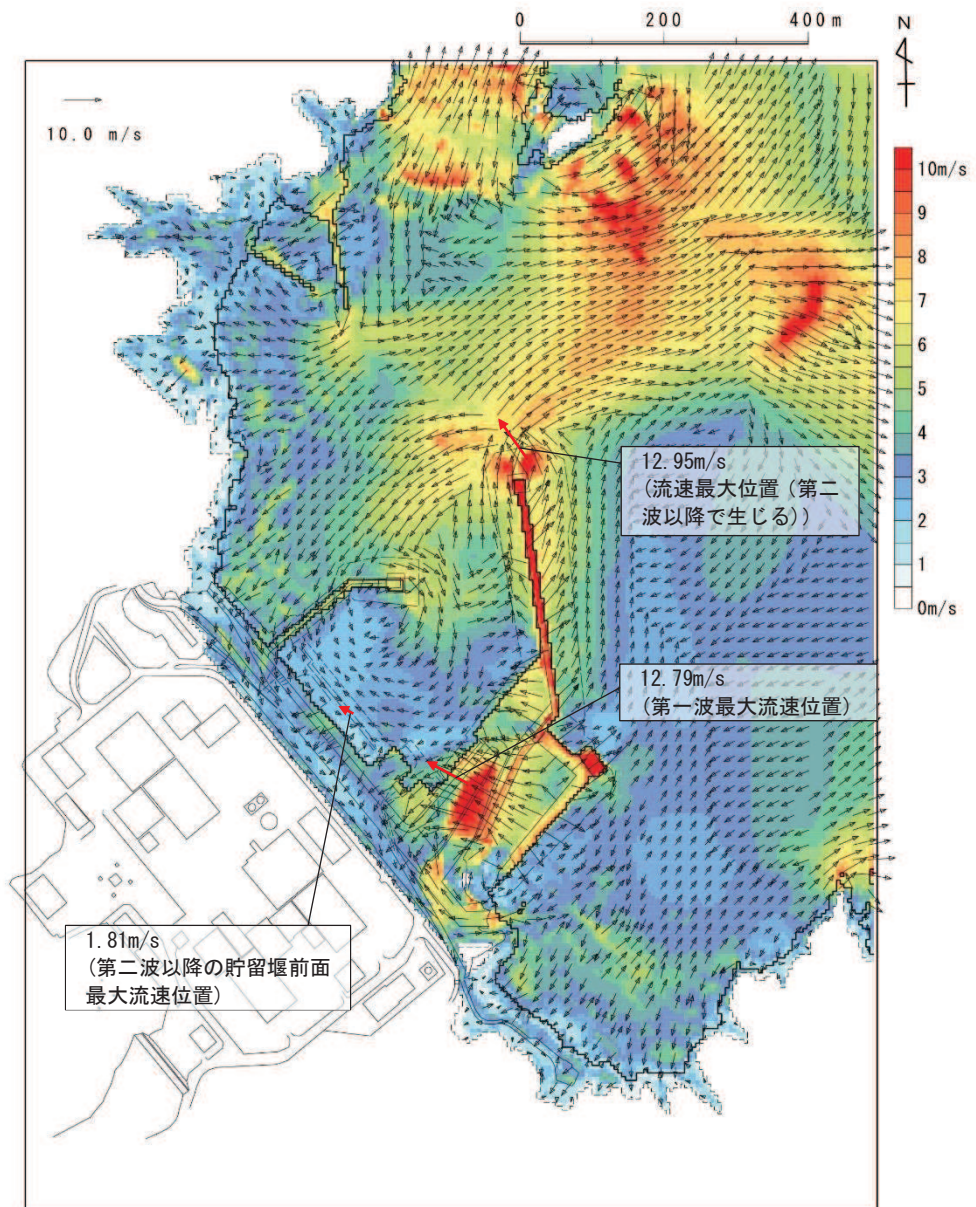 0 200 400m
N
10.0 m/s
10m/s
9
8
7
6
5
4
3
2
1
0m/s
12.95m/s
(流速最大位置（第二
波以降で生じる））
12.79m/s
(第一波最大流速位置)
1.81m/s
(第二波以降の貯留堰前面
最大流速位置)